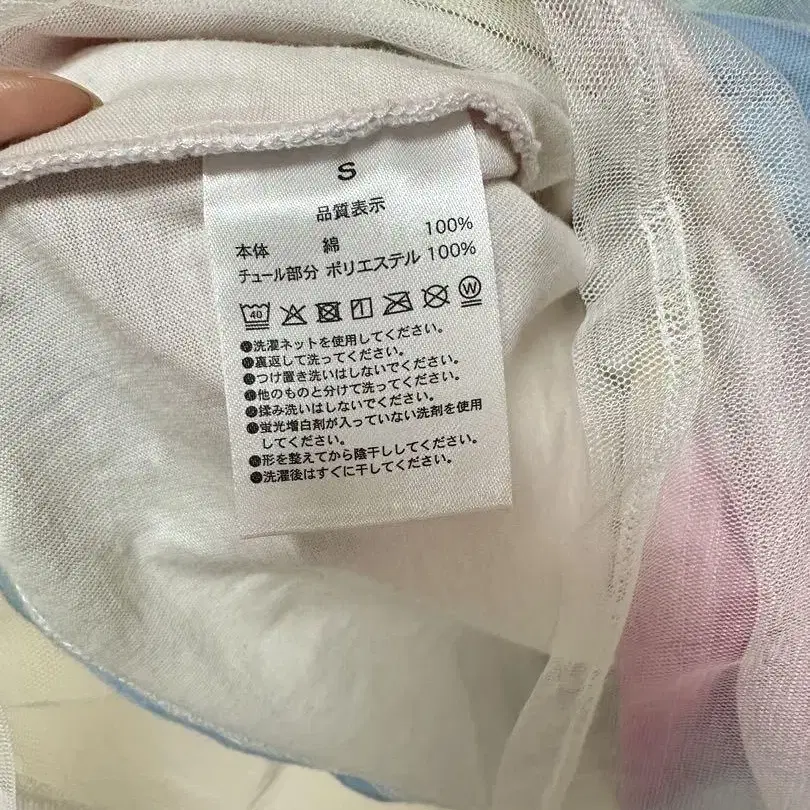 S
品質表示
本体 綿 100%
チュール部分 ポリエステル 100%
40 W
●洗濯ネットを使用してください。
●裏返して洗ってください。
●つけ置き洗いはしないでください。
●他のものと分けて洗ってください。
●揉み洗いはしないでください。
●蛍光増白剤が入っていない洗剤を使用
してください。
●形を整えてから陰干ししてください。
●洗濯後はすぐに干してください。